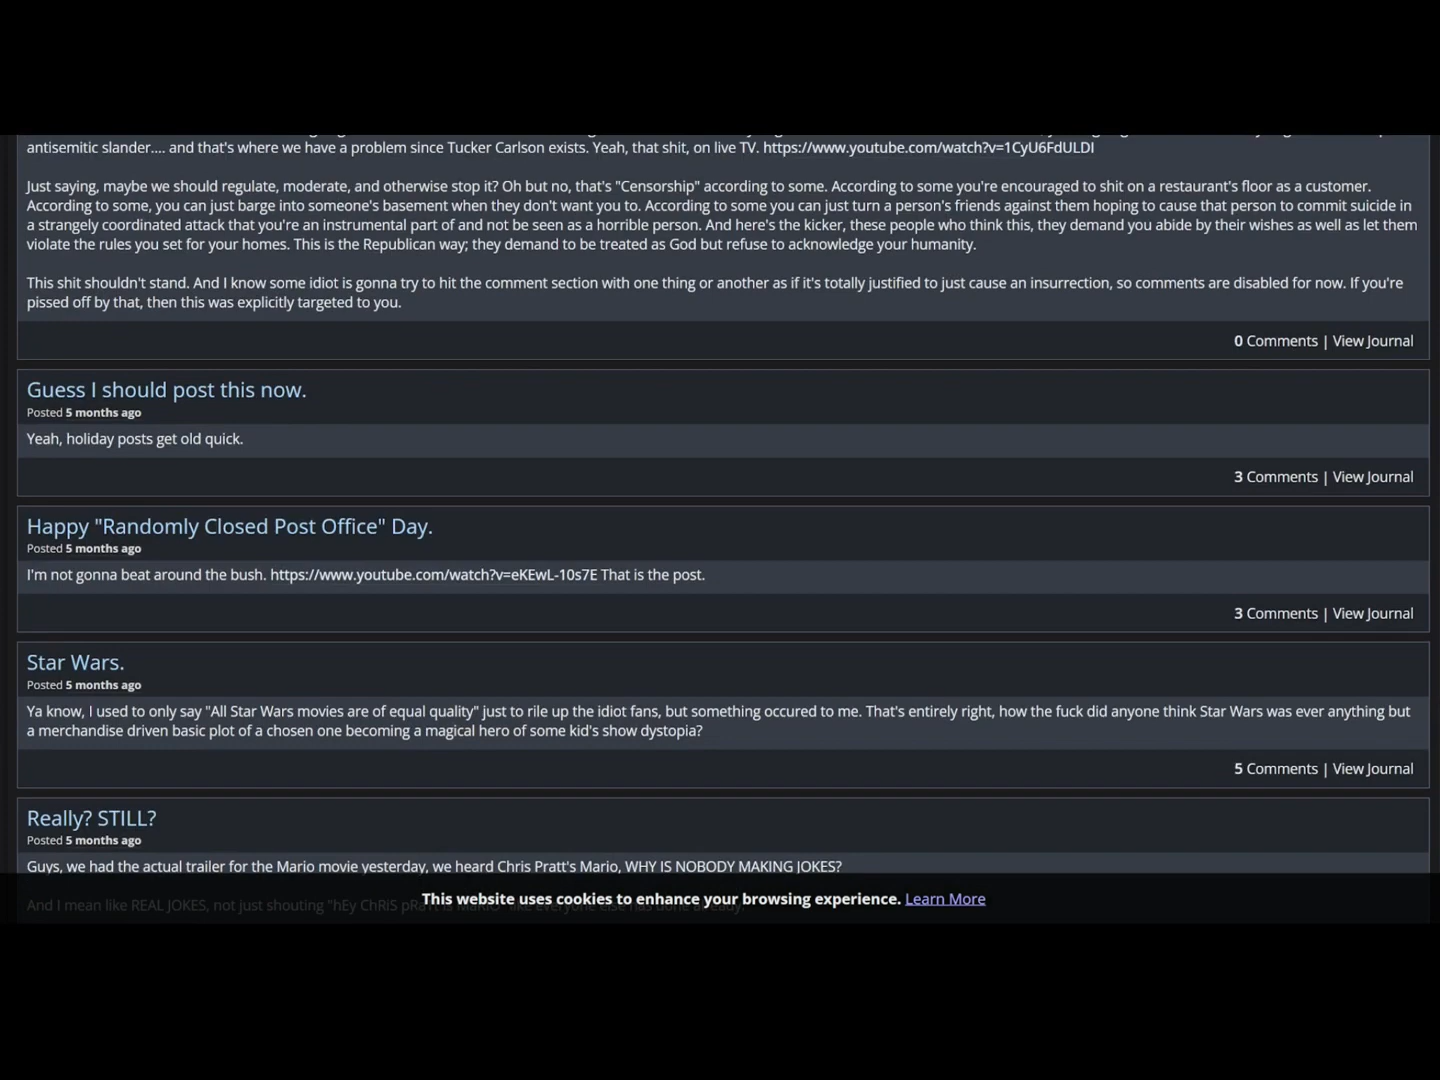 antisemitic slander.... and that's where we have a problem since Tucker Carlson exists. Yeah, that shit, on live TV. https://www.youtube.com/watch?v=1CyU6FdULDI
Just saying, maybe we should regulate, moderate, and otherwise stop it? Oh but no, that's "Censorship" according to some. According to some you're encouraged to shit on a restaurant's floor as a customer.
According to some, you can just barge into someone's basement when they don't want you to. According to some you can just turn a person's friends against them hoping to cause that person to commit suicide in
a strangely coordinated attack that you're an instrumental part of and not be seen as a horrible person. And here's the kicker, these people who think this, they demand you abide by their wishes as well as let them
violate the rules you set for your homes. This is the Republican way; they demand to be treated as God but refuse to acknowledge your humanity.
This shit shouldn't stand. And I know some idiot is gonna try to hit the comment section with one thing or another as if it's totally justified to just cause an insurrection, so comments are disabled for now. If you're
pissed off by that, then this was explicitly targeted to you.
0 Comments | View Journal
Guess I should post this now.
Posted 5 months ago
Yeah, holiday posts get old quick.
3 Comments | View Journal
Happy "Randomly Closed Post Office" Day.
Posted 5 months ago
I'm not gonna beat around the bush. https://www.youtube.com/watch?v=eKEwL-10s7E That is the post.
3 Comments | View Journal
Star Wars.
Posted 5 months ago
Ya know, I used to only say "All Star Wars movies are of equal quality" just to rile up the idiot fans, but something occured to me. That's entirely right, how the fuck did anyone think Star Wars was ever anything but
a merchandise driven basic plot of a chosen one becoming a magical hero of some kid's show dystopia?
5 Comments | View Journal
Really? STILL?
Posted 5 months ago
Guys, we had the actual trailer for the Mario movie yesterday, we heard Chris Pratt's Mario, WHY IS NOBODY MAKING JOKES?
This website uses cookies to enhance your browsing experience. Learn More
And I mean like REAL JOKES, not just shouting "hEy ChRiS